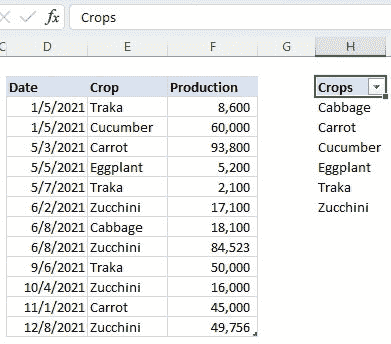 fx Crops
C D E F G H
Date Crop Production Crops
1/5/2021 Traka 8,600 Cabbage
1/5/2021 Cucumber 60,000 Carrot
5/3/2021 Carrot 93,800 Cucumber
5/5/2021 Eggplant 5,200 Eggplant
5/7/2021 Traka 2,100 Traka
6/2/2021 Zucchini 17,100 Zucchini
6/8/2021 Cabbage 18,100
6/8/2021 Zucchini 84,523
9/6/2021 Traka 50,000
10/4/2021 Zucchini 16,000
11/1/2021 Carrot 45,000
12/8/2021 Zucchini 49,756